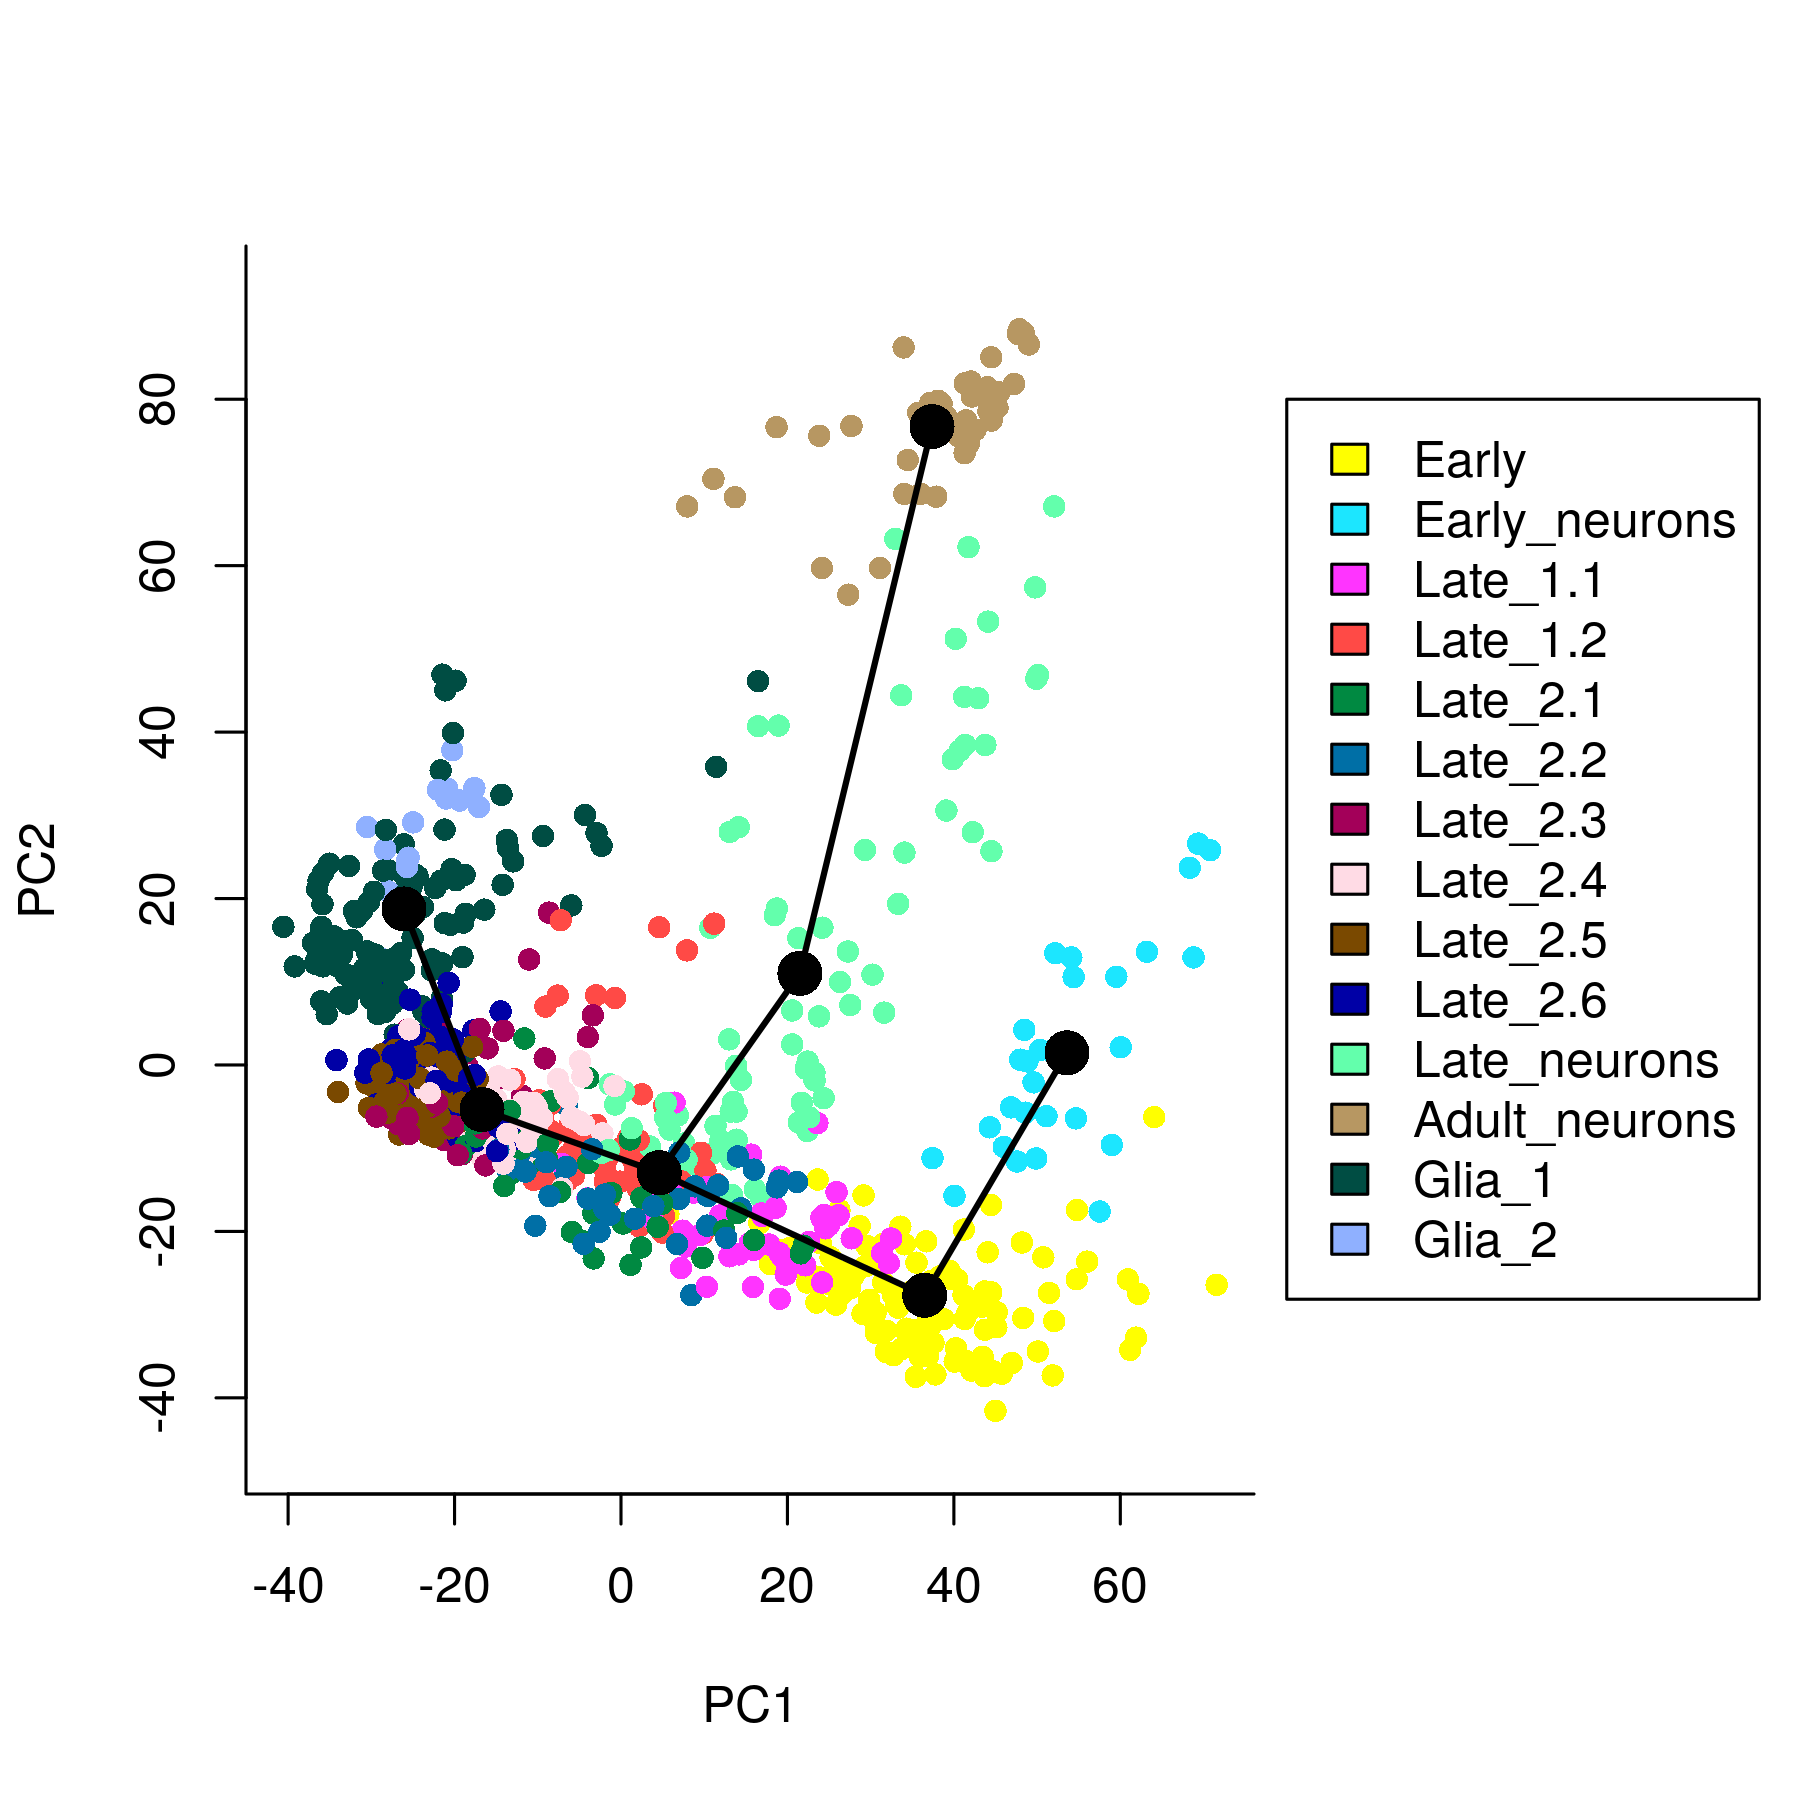 80
60
40
20
0
-20
-40
PC2
-40 -20 0 20 40 60
PC1
Early
Early_neurons
Late_1.1
Late_1.2
Late_2.1
Late_2.2
Late_2.3
Late_2.4
Late_2.5
Late_2.6
Late_neurons
Adult_neurons
Glia_1
Glia_2